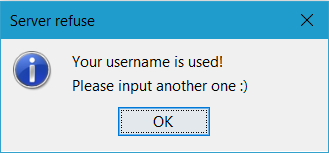 Server refuse
Your username is used!
Please input another one :)
OK